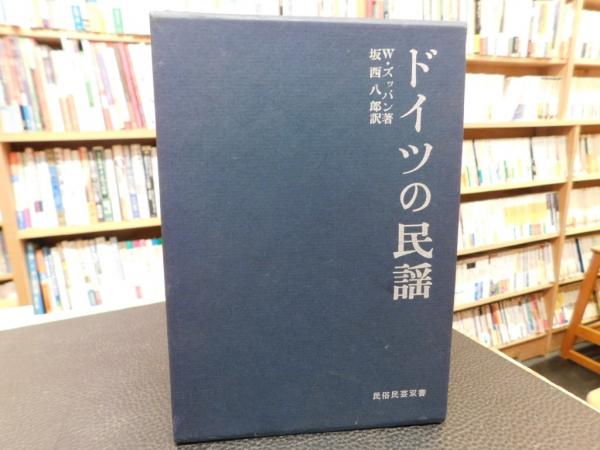 ドイツの民謡
W・ズッパン著
坂西八郎訳
民俗民芸双書